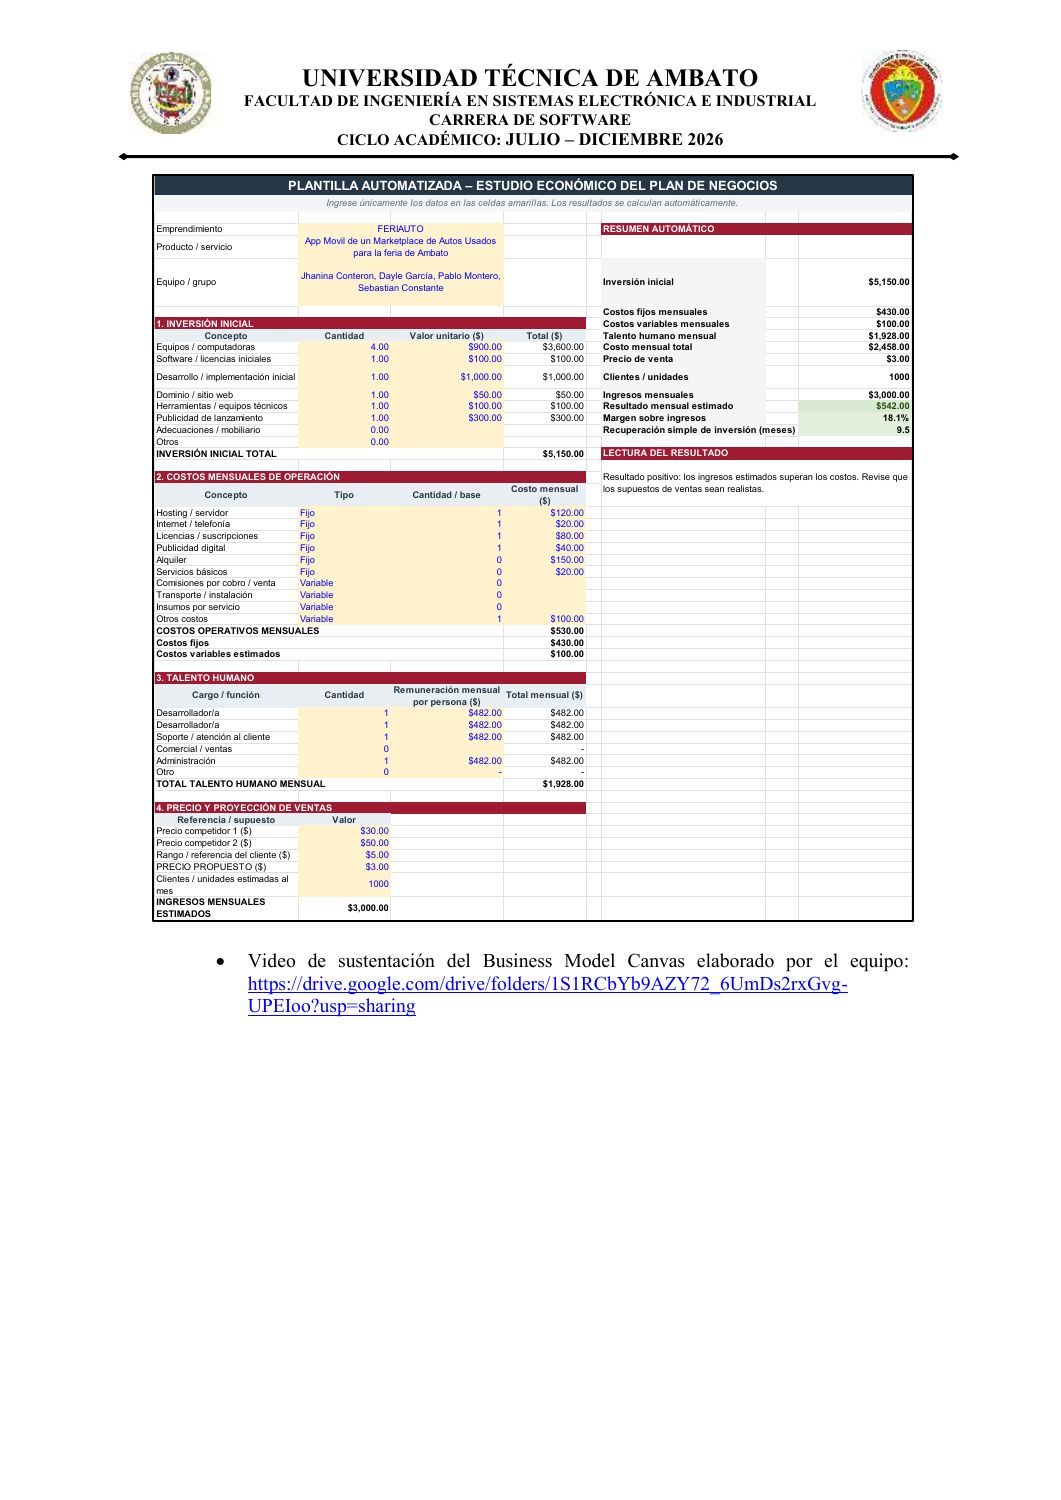 UNIVERSIDAD TÉCNICA DE AMBATO
FACULTAD DE INGENIERÍA EN SISTEMAS ELECTRÓNICA E INDUSTRIAL
CARRERA DE SOFTWARE
CICLO ACADÉMICO: JULIO – DICIEMBRE 2026
PLANTILLA AUTOMATIZADA – ESTUDIO ECONÓMICO DEL PLAN DE NEGOCIOS
Ingrese únicamente los datos en las celdas amarillas. Los resultados se calculan automáticamente.
Emprendimiento FERIAUTO
Producto / servicio App Movil de un Marketplace de Autos Usados
para la feria de Ambato
Equipo / grupo Jhanina Conteron, Dayle García, Pablo Montero,
Sebastian Constante
1. INVERSIÓN INICIAL
Concepto Cantidad Valor unitario ($) Total ($)
Equipos / computadoras 4.00 $900.00 $3,600.00
Software / licencias iniciales 1.00 $100.00 $100.00
Desarrollo / implementación inicial 1.00 $1,000.00 $1,000.00
Dominio / sitio web 1.00 $50.00 $50.00
Herramientas / equipos técnicos 1.00 $100.00 $100.00
Publicidad de lanzamiento 1.00 $300.00 $300.00
Adecuaciones / mobiliario 0.00
Otros 0.00
INVERSIÓN INICIAL TOTAL $5,150.00
2. COSTOS MENSUALES DE OPERACIÓN
Concepto Tipo Cantidad / base Costo mensual
($)
Hosting / servidor Fijo 1 $120.00
Internet / telefonía Fijo 1 $20.00
Licencias / suscripciones Fijo 1 $80.00
Publicidad digital Fijo 1 $40.00
Alquiler Fijo 0 $150.00
Servicios básicos Fijo 0 $20.00
Comisiones por cobro / venta Variable 0
Transporte / instalación Variable 0
Insumos por servicio Variable 0
Otros costos Variable 1 $100.00
COSTOS OPERATIVOS MENSUALES $530.00
Costos fijos $430.00
Costos variables estimados $100.00
3. TALENTO HUMANO
Cargo / función Cantidad Remuneración mensual
por persona ($) Total mensual ($)
Desarrollador/a 1 $482.00 $482.00
Desarrollador/a 1 $482.00 $482.00
Soporte / atención al cliente 1 $482.00 $482.00
Comercial / ventas 0 -
Administración 1 $482.00 $482.00
Otro 0 - -
TOTAL TALENTO HUMANO MENSUAL $1,928.00
4. PRECIO Y PROYECCIÓN DE VENTAS
Referencia / supuesto Valor
Precio competidor 1 ($) $30.00
Precio competidor 2 ($) $50.00
Rango / referencia del cliente ($) $5.00
PRECIO PROPUESTO ($) $3.00
Clientes / unidades estimadas al
mes 1000
INGRESOS MENSUALES
ESTIMADOS $3,000.00
RESUMEN AUTOMÁTICO
Inversión inicial $5,150.00
Costos fijos mensuales $430.00
Costos variables mensuales $100.00
Talento humano mensual $1,928.00
Costo mensual total $2,458.00
Precio de venta $3.00
Clientes / unidades 1000
Ingresos mensuales $3,000.00
Resultado mensual estimado $542.00
Margen sobre ingresos 18.1%
Recuperación simple de inversión (meses) 9.5
LECTURA DEL RESULTADO
Resultado positivo: los ingresos estimados superan los costos. Revise que
los supuestos de ventas sean realistas.
• Video de sustentación del Business Model Canvas elaborado por el equipo:
https://drive.google.com/drive/folders/1S1RCbYb9AZY72_6UmDs2rxGvg-
UPEIoo?usp=sharing